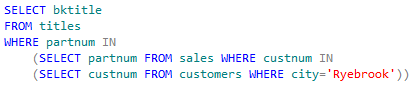 SELECT bktitle
FROM titles
WHERE partnum IN
(SELECT partnum FROM sales WHERE custnum IN
(SELECT custnum FROM customers WHERE city='Ryebrook'))